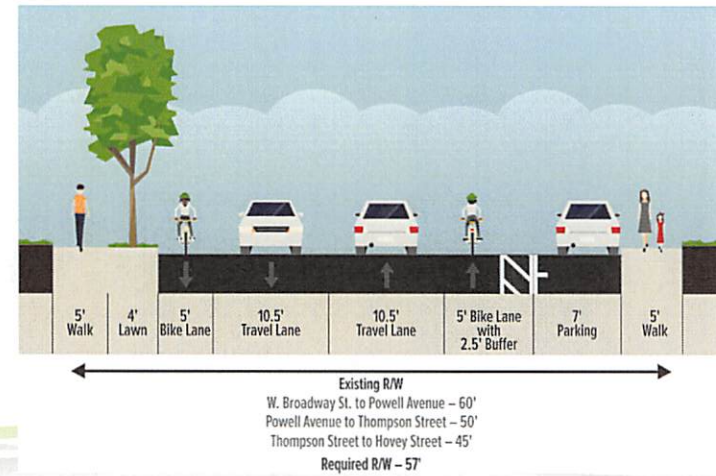 5'
Walk
4'
Lawn
5'
Bike Lane
10.5'
Travel Lane
10.5'
Travel Lane
5' Bike Lane
with
2.5' Buffer
7'
Parking
5'
Walk
Existing R/W
W. Broadway St. to Powell Avenue – 60'
Powell Avenue to Thompson Street – 50'
Thompson Street to Hovey Street – 45'
Required R/W – 57'